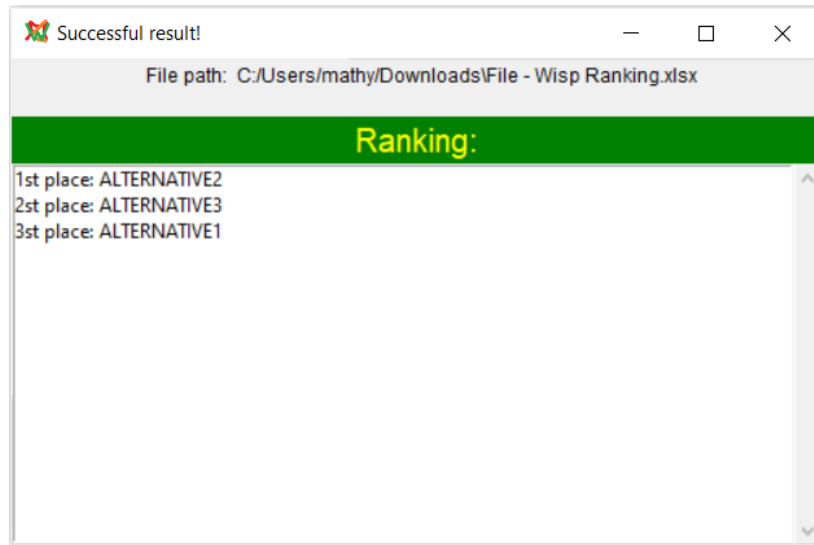 Successful result!
File path: C:/Users/mathy/Downloads\File - Wisp Ranking.xlsx
Ranking:
1st place: ALTERNATIVE2
2st place: ALTERNATIVE3
3st place: ALTERNATIVE1